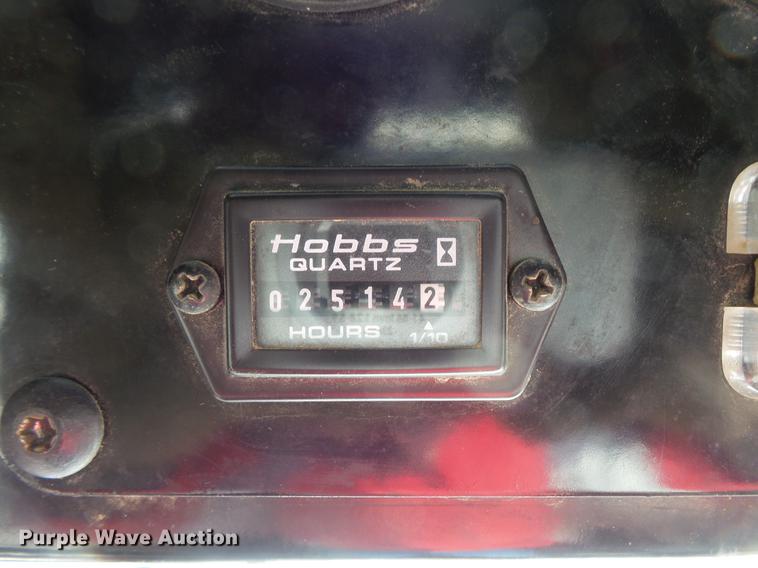 Hobbs
QUARTZ
0 2 5 1 4 2
HOURS 1/10
Purple Wave Auction